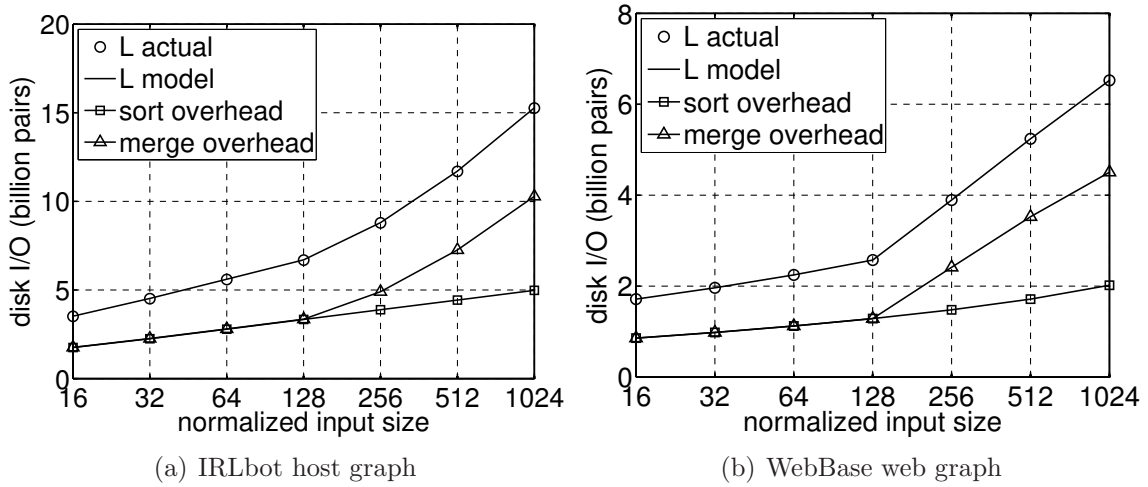 20
15
10
5
0
disk I/O (billion pairs)
L actual
L model
sort overhead
merge overhead
16 32 64 128 256 512 1024
normalized input size
(a) IRLbot host graph
8
6
4
2
0
disk I/O (billion pairs)
L actual
L model
sort overhead
merge overhead
16 32 64 128 256 512 1024
normalized input size
(b) WebBase web graph